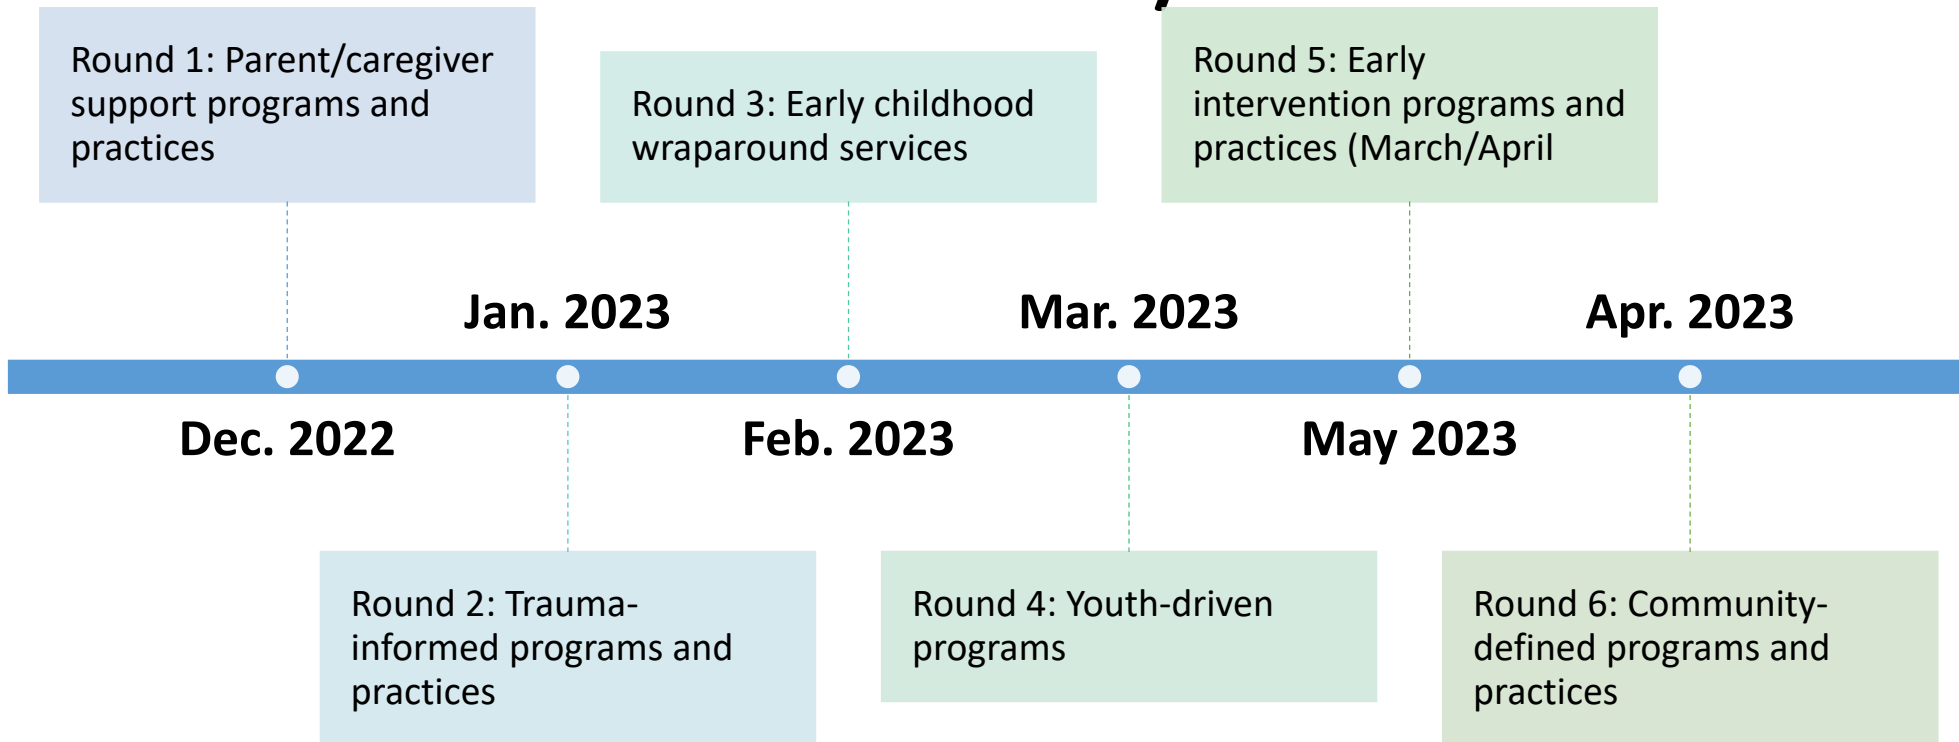 Round 1: Parent/caregiver
support programs and
practices
Round 3: Early childhood
wraparound services
Round 5: Early
intervention programs and
practices (March/April
Jan. 2023
Mar. 2023
Apr. 2023
Dec. 2022
Feb. 2023
May 2023
Round 2: Trauma-
informed programs and
practices
Round 4: Youth-driven
programs
Round 6: Community-
defined programs and
practices